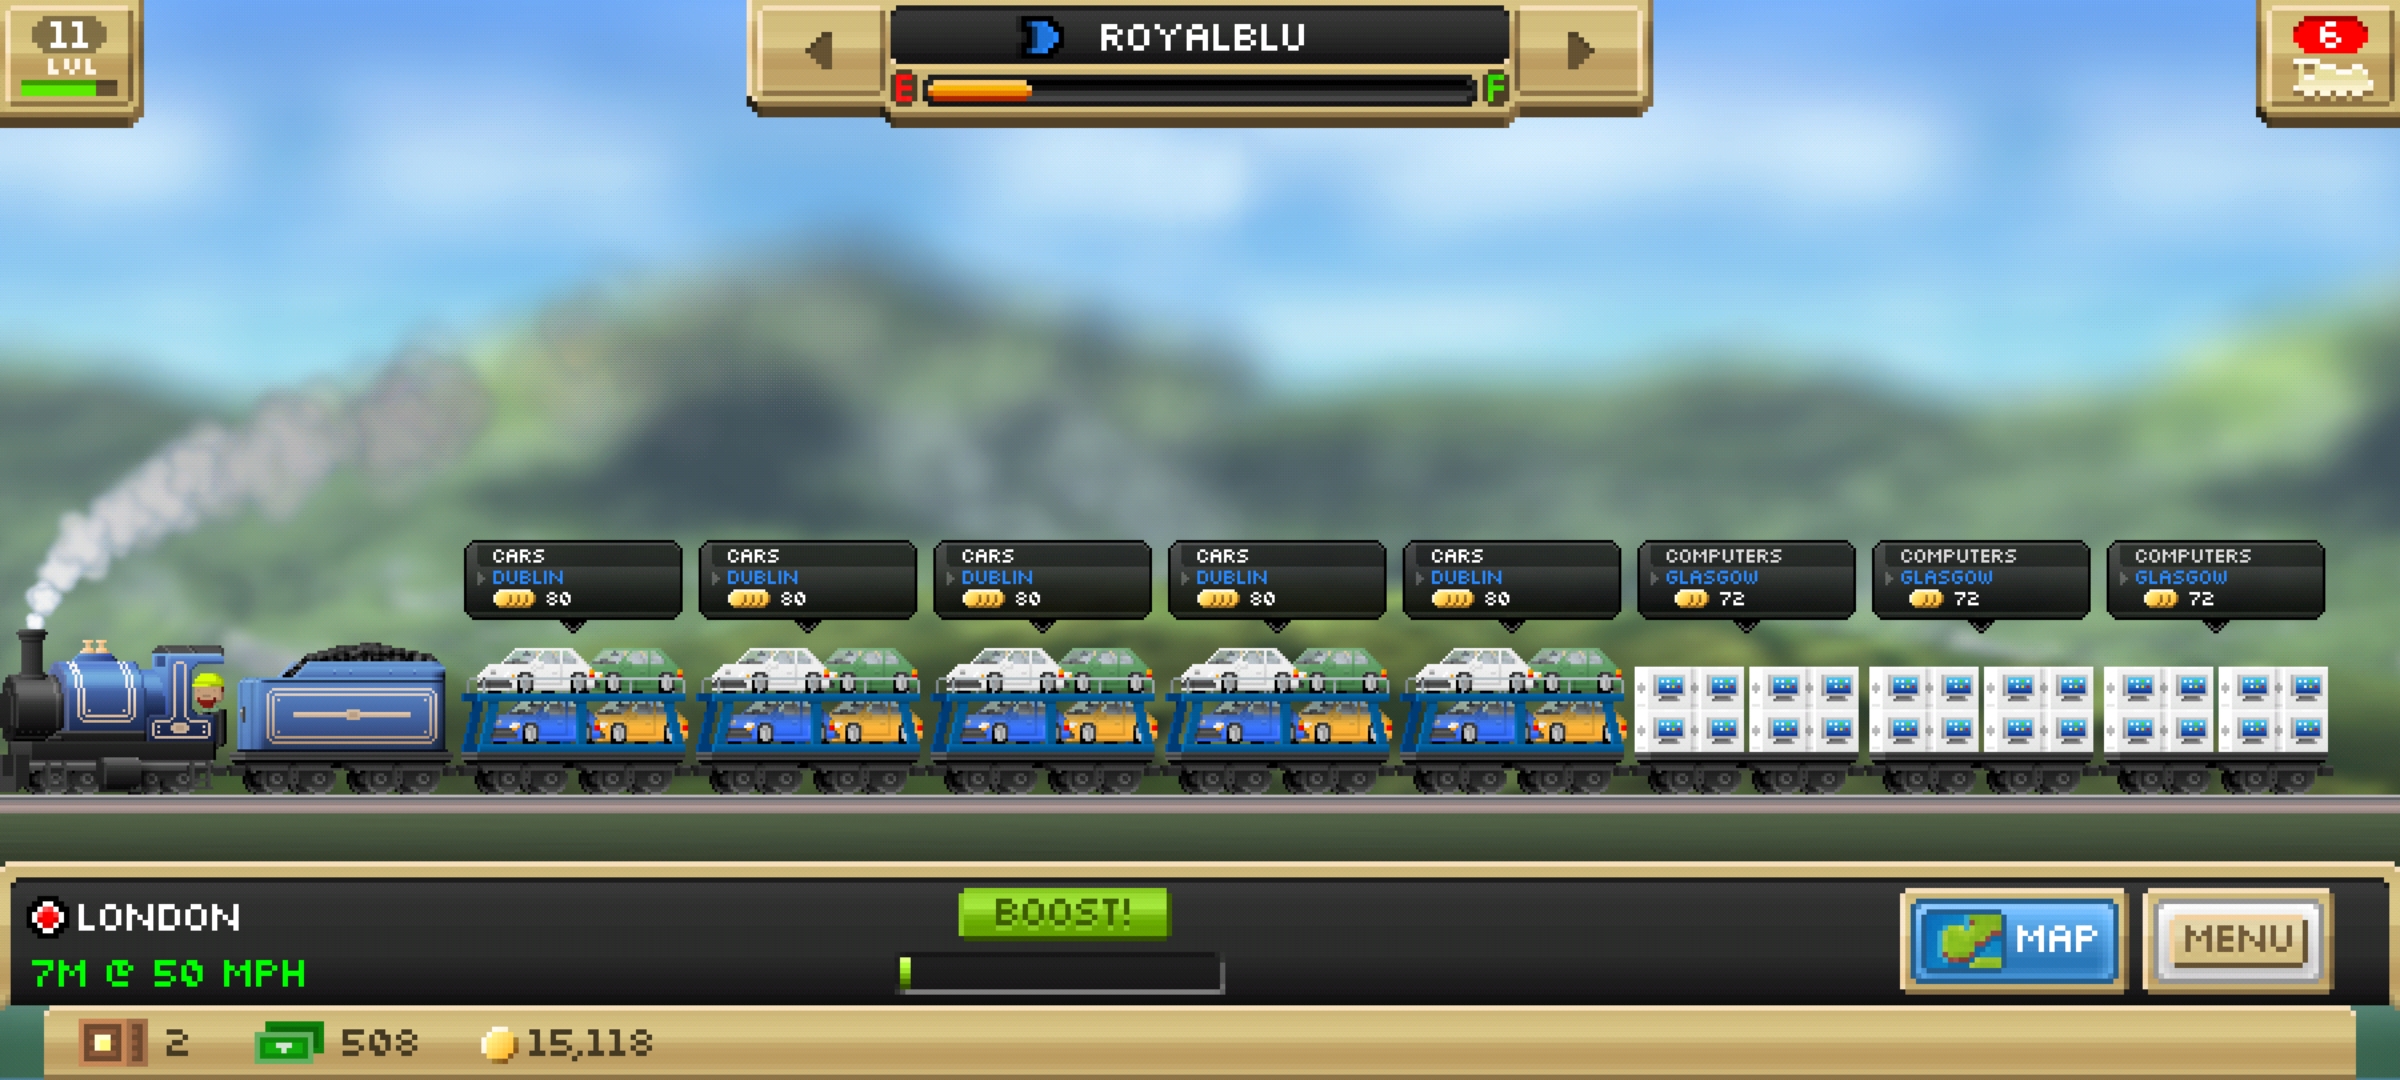 11
LVL
ROYALBLU
E F
6
CARS
DUBLIN
80
CARS
DUBLIN
80
CARS
DUBLIN
80
CARS
DUBLIN
80
CARS
DUBLIN
80
COMPUTERS
GLASGOW
72
COMPUTERS
GLASGOW
72
COMPUTERS
GLASGOW
72
LONDON
7M @ 50 MPH
BOOST!
MAP
MENU
2
508
15,118